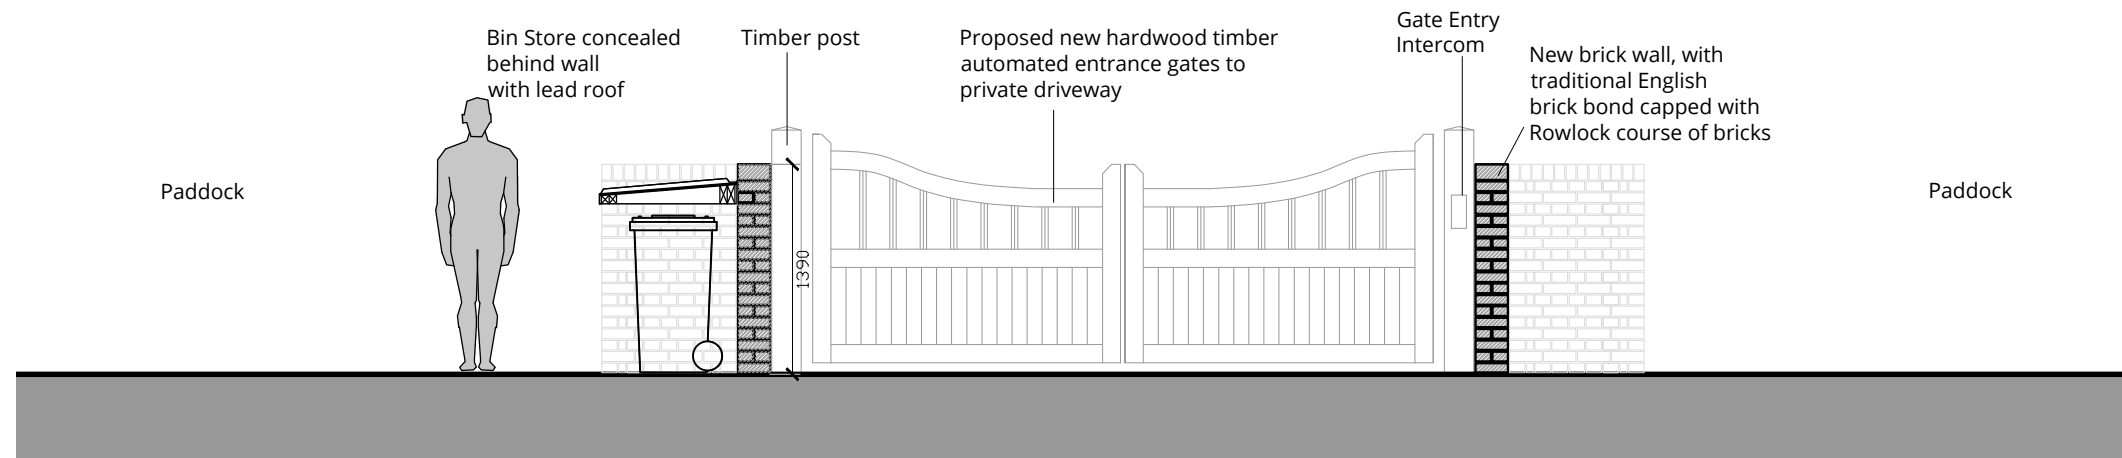 Bin Store concealed
behind wall
with lead roof
Timber post
Proposed new hardwood timber
automated entrance gates to
private driveway
Gate Entry
Intercom
New brick wall, with
traditional English
brick bond capped with
Rowlock course of bricks
Paddock
1390
Paddock